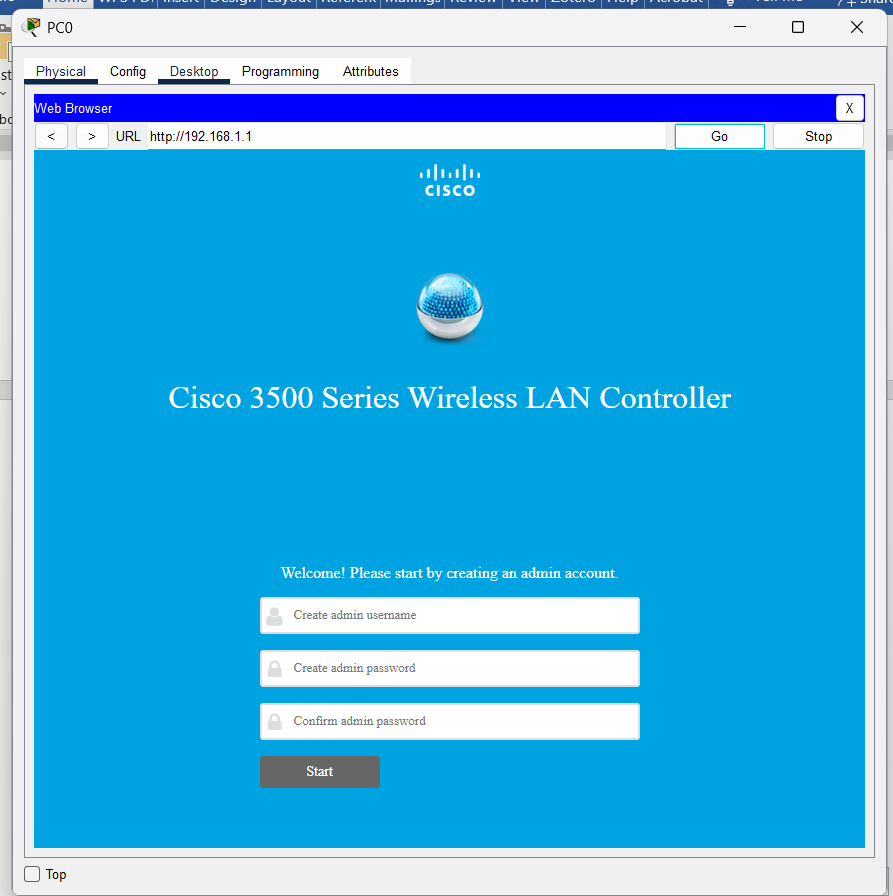 PC0
Physical Config Desktop Programming Attributes
Web Browser X
< > URL http://192.168.1.1 Go Stop
CISCO
Cisco 3500 Series Wireless LAN Controller
Welcome! Please start by creating an admin account.
Create admin username
Create admin password
Confirm admin password
Start
Top